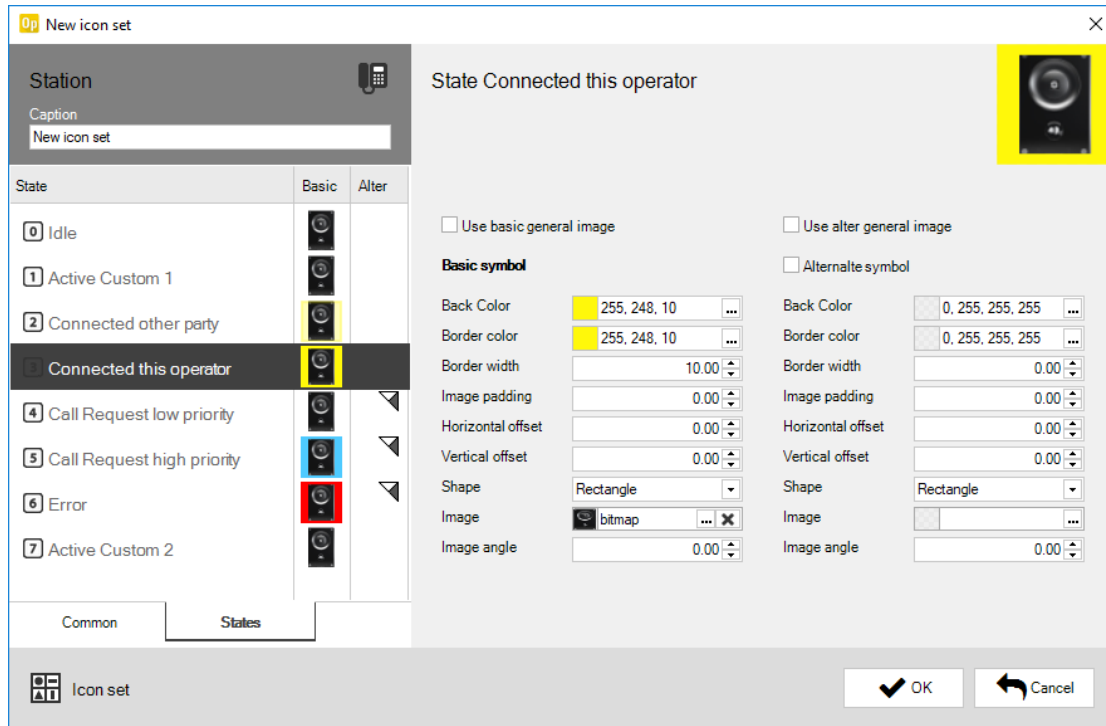 Op New icon set
Station
Caption
New icon set
State Basic Alter
0 Idle
1 Active Custom 1
2 Connected other party
3 Connected this operator
4 Call Request low priority
5 Call Request high priority
6 Error
7 Active Custom 2
Common States
State Connected this operator
Use basic general image Use alter general image
Basic symbol Alternalte symbol
Back Color 255, 248, 10 ... Back Color 0, 255, 255, 255 ...
Border color 255, 248, 10 ... Border color 0, 255, 255, 255 ...
Border width 10.00 Border width 0.00
Image padding 0.00 Image padding 0.00
Horizontal offset 0.00 Horizontal offset 0.00
Vertical offset 0.00 Vertical offset 0.00
Shape Rectangle Shape Rectangle
Image bitmap ... Image ...
Image angle 0.00 Image angle 0.00
Icon set OK Cancel